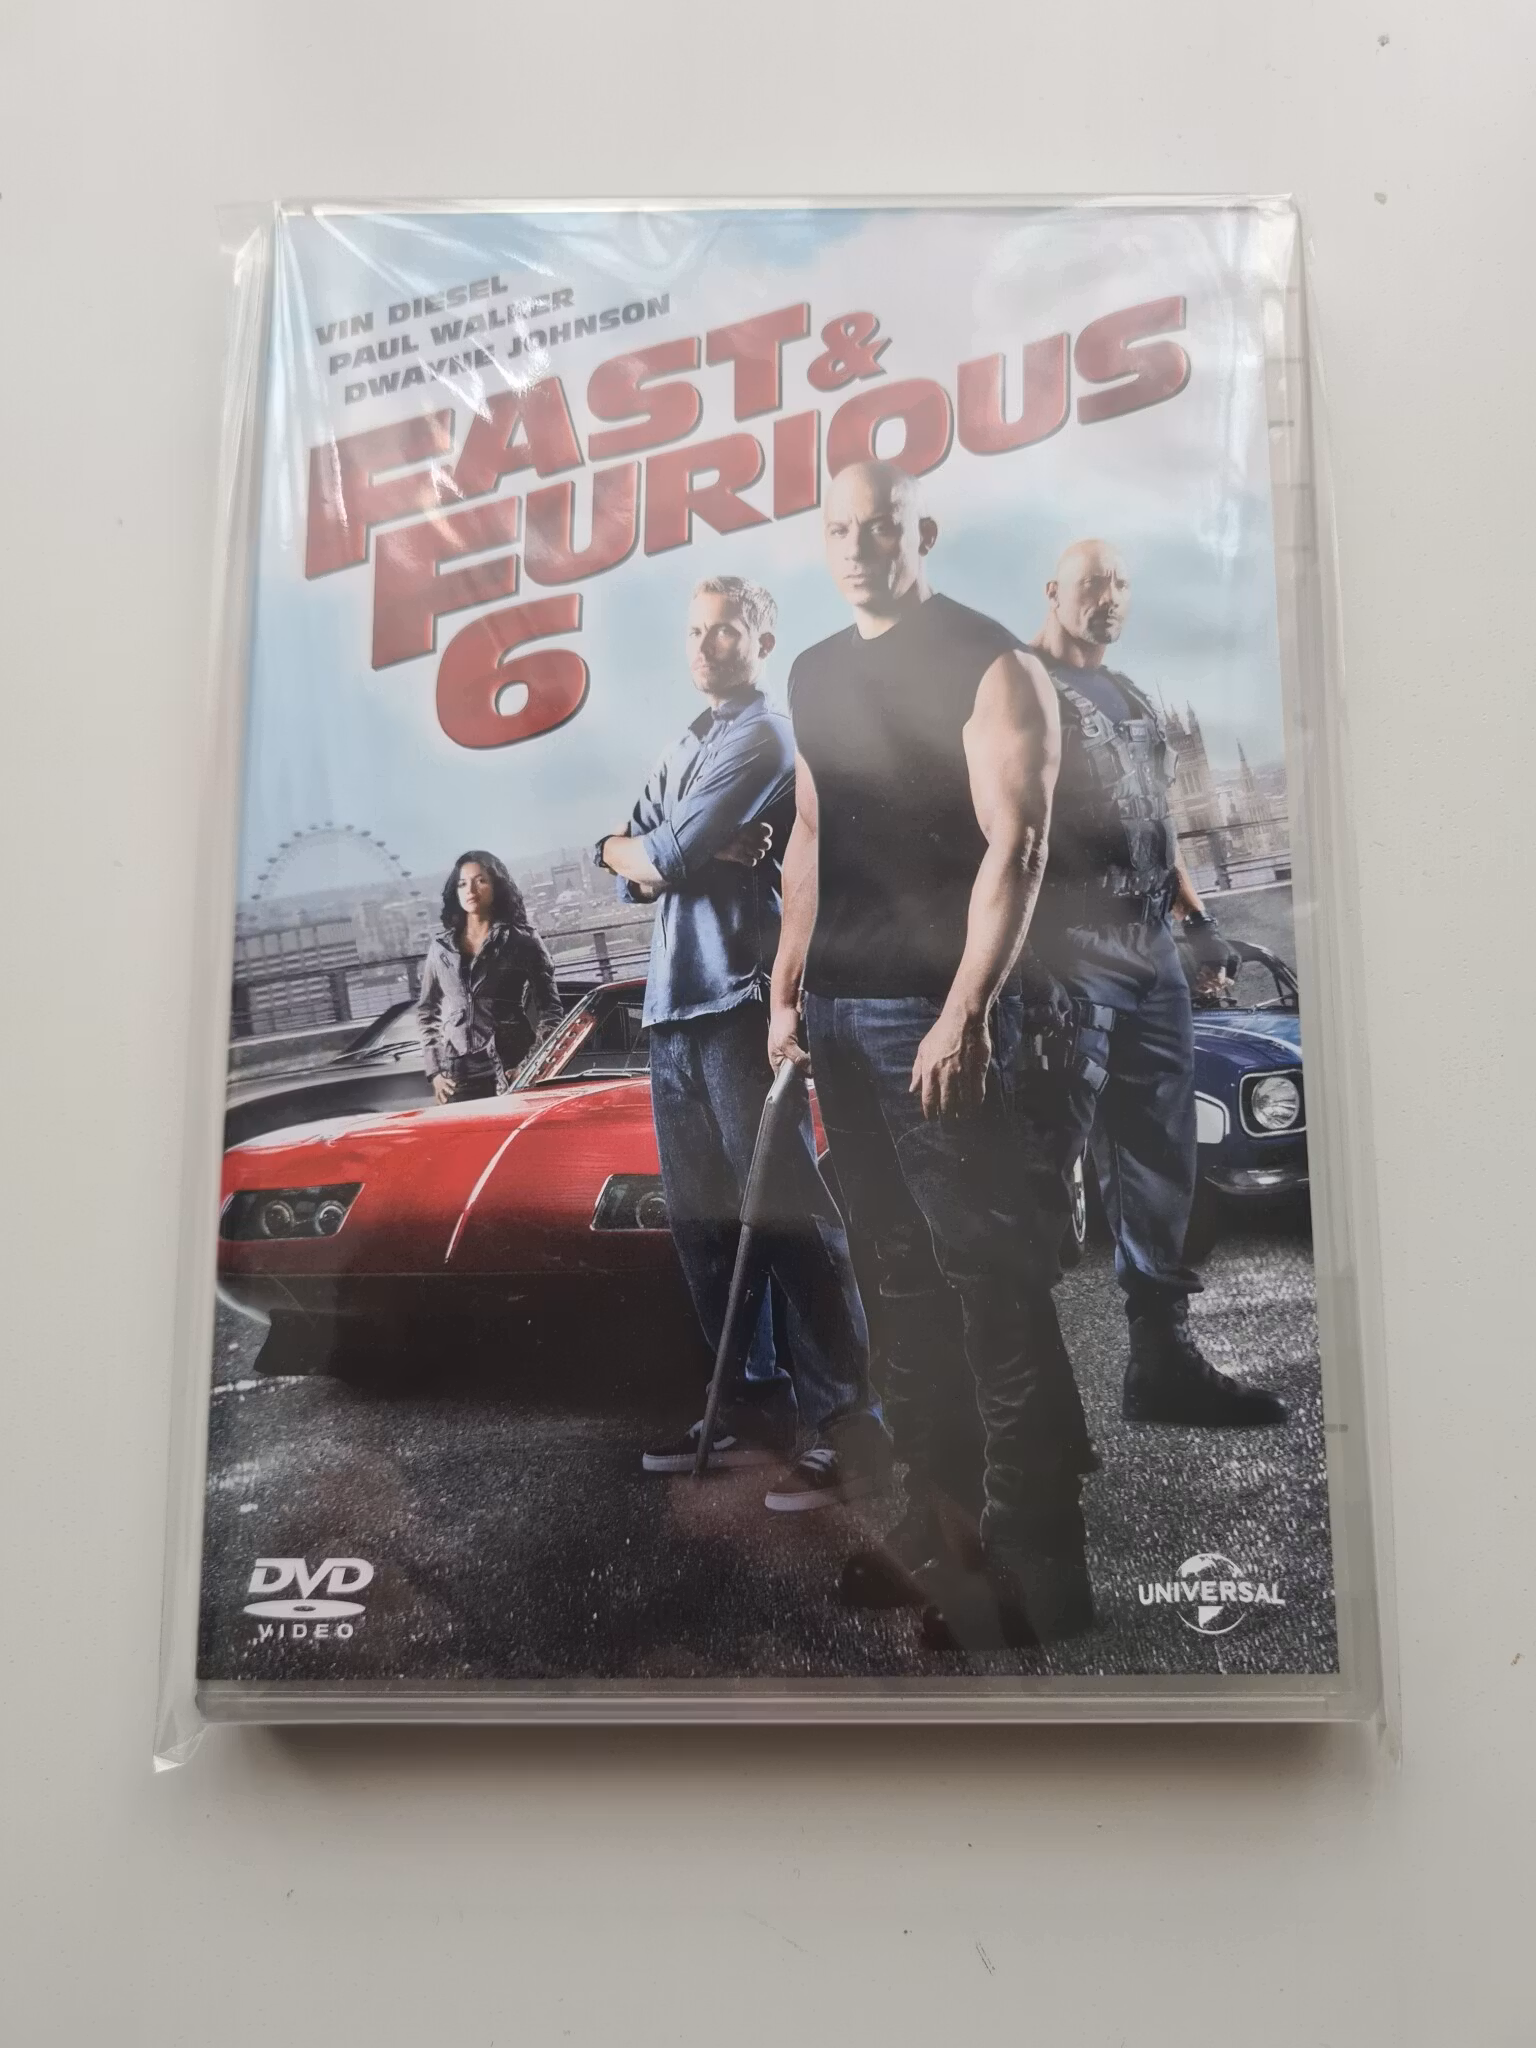 VIN DIESEL
PAUL WALKER
DWAYNE JOHNSON
FAST &
FURIOUS
6
DVD
VIDEO
UNIVERSAL